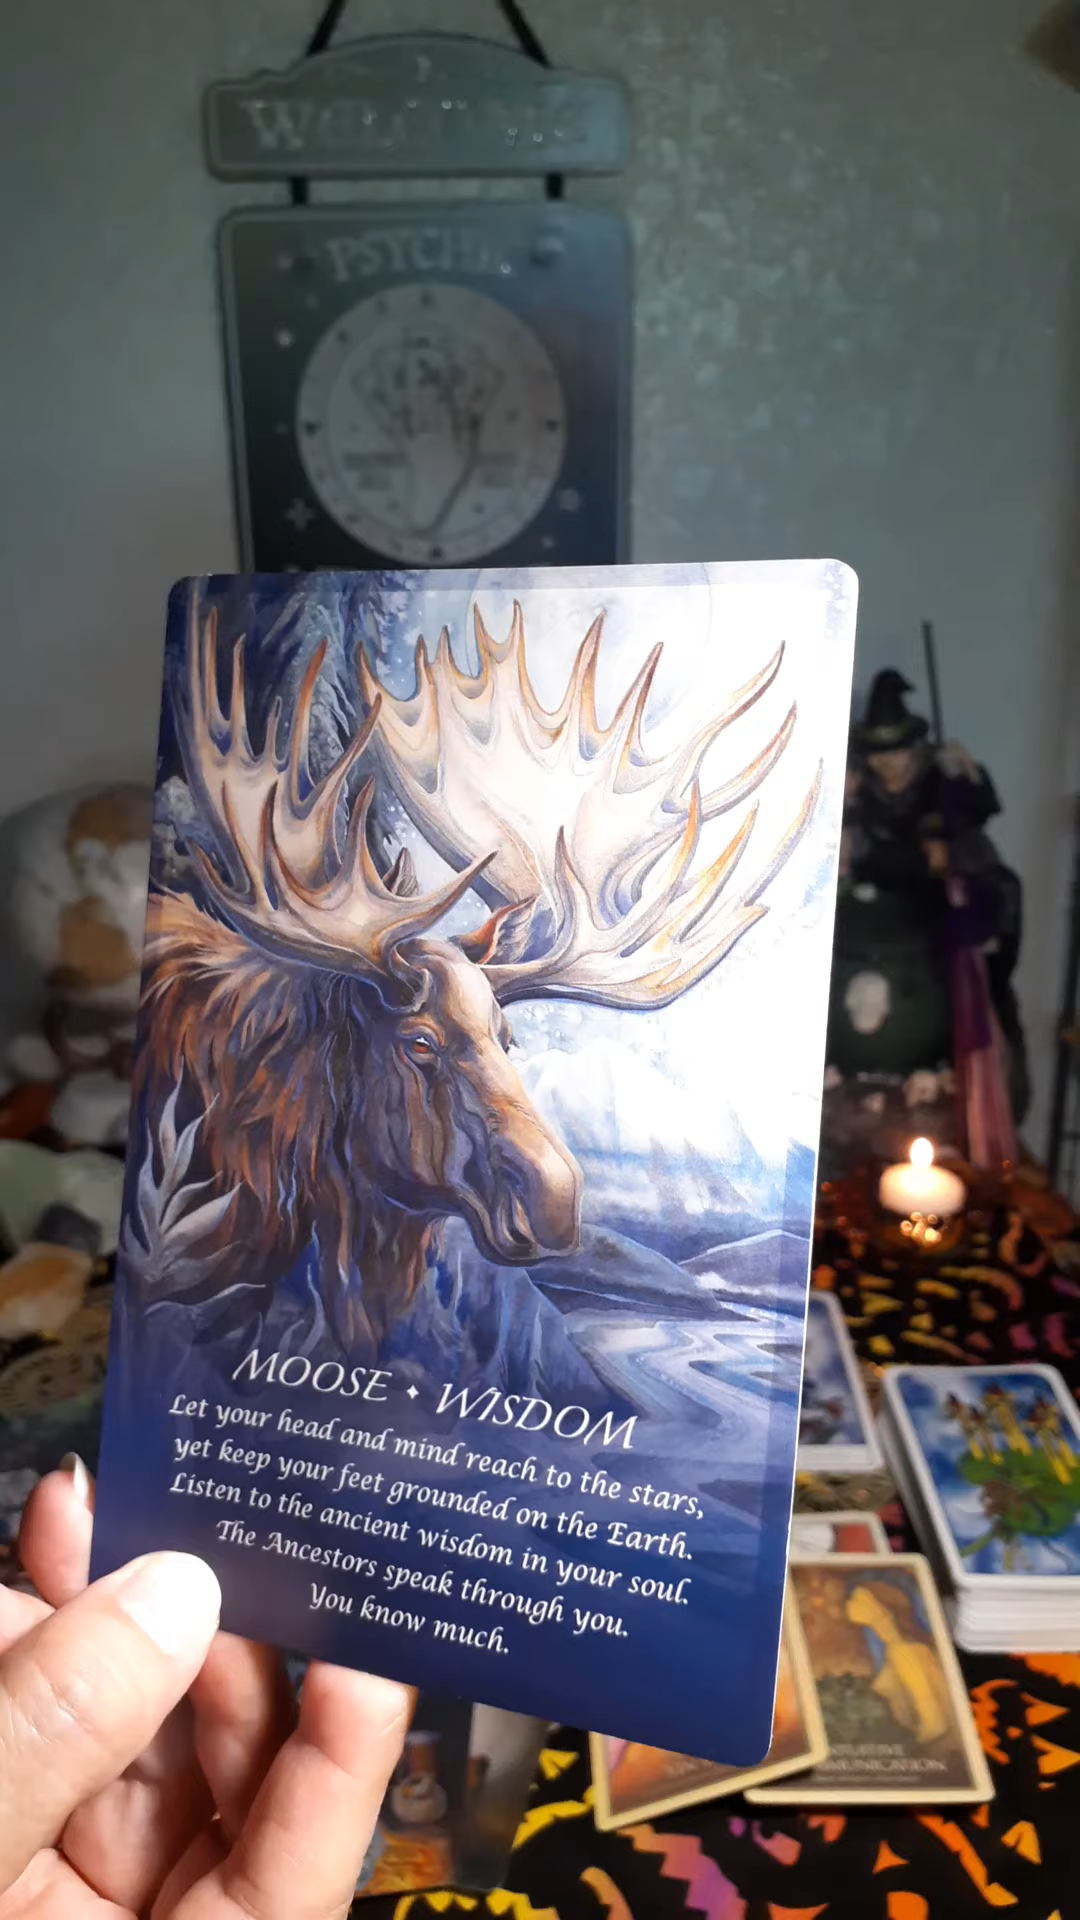 PSYCHIC
MOOSE ✦ WISDOM
Let your head and mind reach to the stars,
yet keep your feet grounded on the Earth.
Listen to the ancient wisdom in your soul.
The Ancestors speak through you.
You know much.
COMMUNICATION